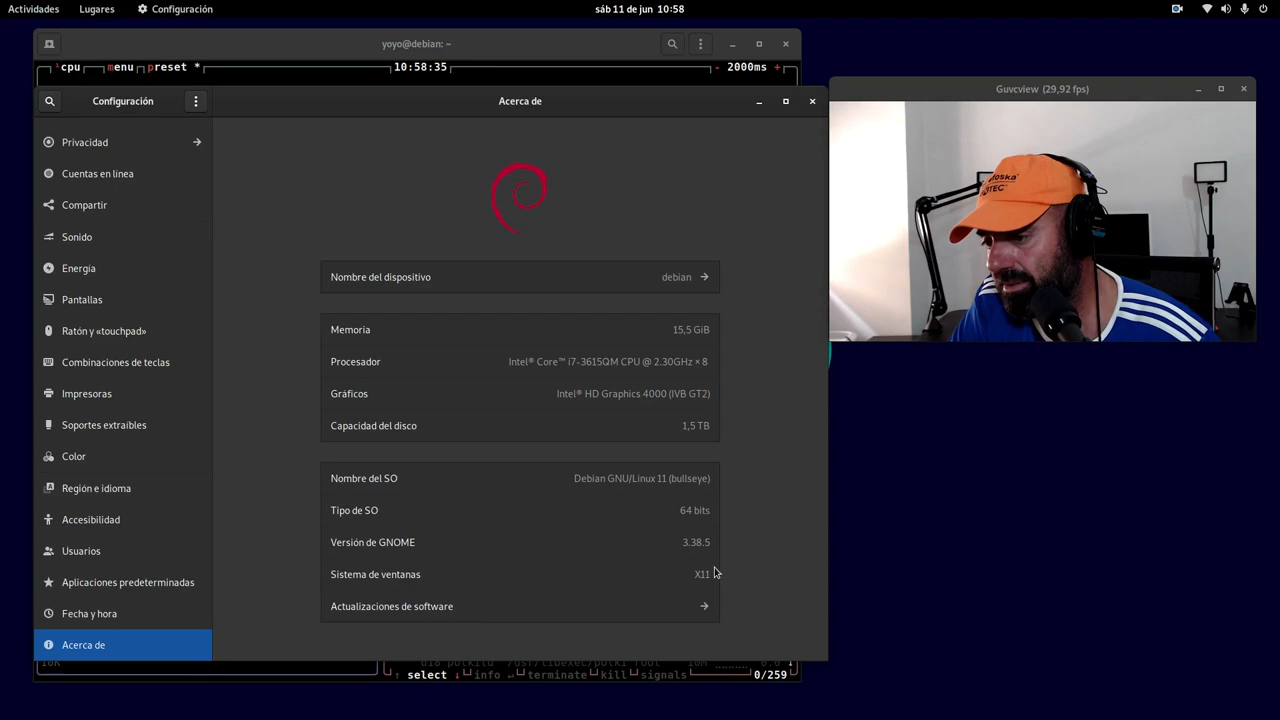 Actividades Lugares Configuración sáb 11 de jun 10:58
yoyo@debian: ~
¹cpu menu preset * 10:58:35 - 2000ms +
Configuración
Acerca de
Guvcview (29,92 fps)
Privacidad
Cuentas en línea
Compartir
Sonido
Energía
Pantallas
Ratón y «touchpad»
Combinaciones de teclas
Impresoras
Soportes extraíbles
Color
Región e idioma
Accesibilidad
Usuarios
Aplicaciones predeterminadas
Fecha y hora
Acerca de
Nombre del dispositivo debian
Memoria 15,5 GiB
Procesador Intel® Core™ i7-3615QM CPU @ 2.30GHz × 8
Gráficos Intel® HD Graphics 4000 (IVB GT2)
Capacidad del disco 1,5 TB
Nombre del SO Debian GNU/Linux 11 (bullseye)
Tipo de SO 64 bits
Versión de GNOME 3.38.5
Sistema de ventanas X11
Actualizaciones de software
select info terminate kill signals 0/259